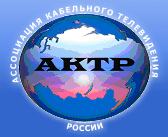 АССОЦИАЦИЯ КАБЕЛЬНОГО ТЕЛЕВИДЕНИЯ
АКТР
РОССИИ